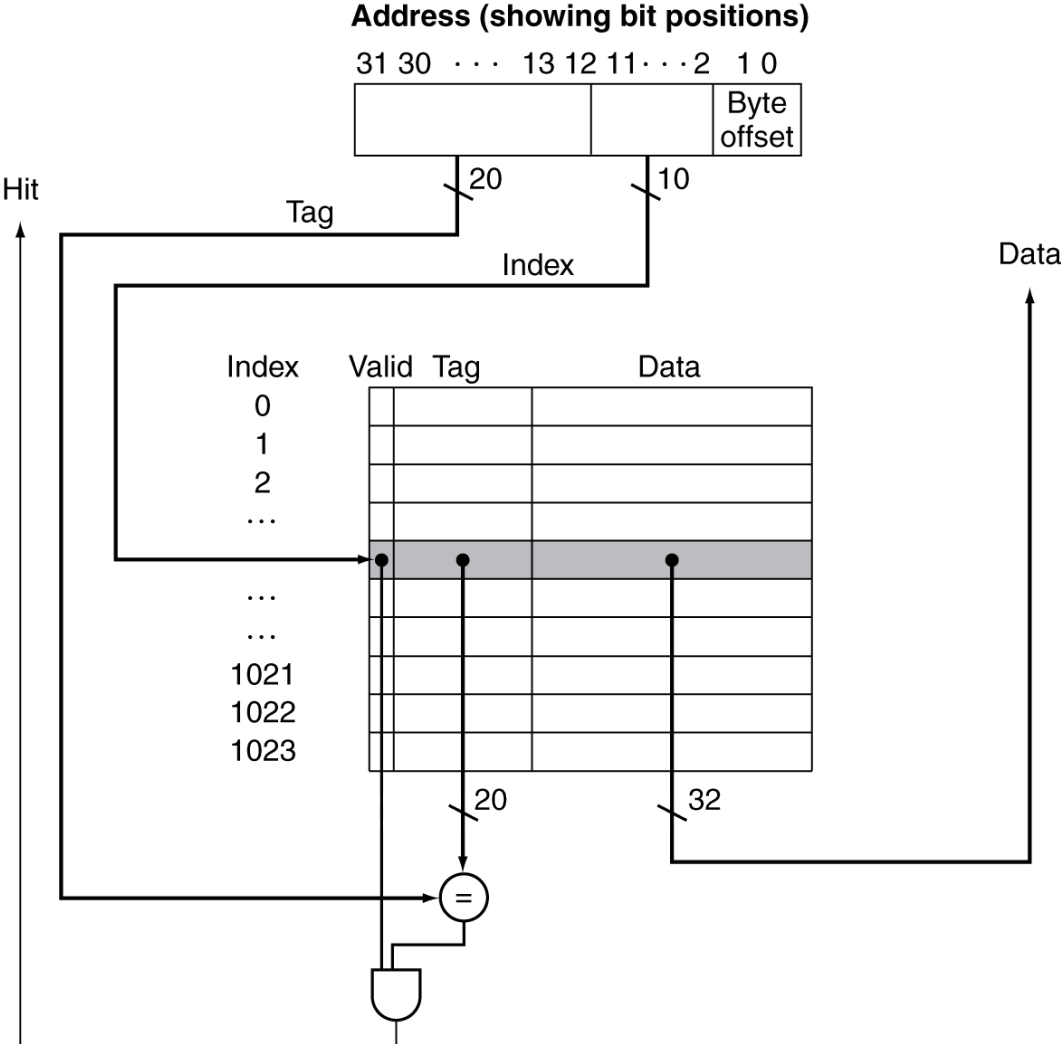 Address (showing bit positions)
31 30 ··· 13 12 11 ··· 2 1 0
Byte
offset
20
10
Hit
Tag
Index
Data
Index Valid Tag Data
0
1
2
···
···
···
1021
1022
1023
20
32
=